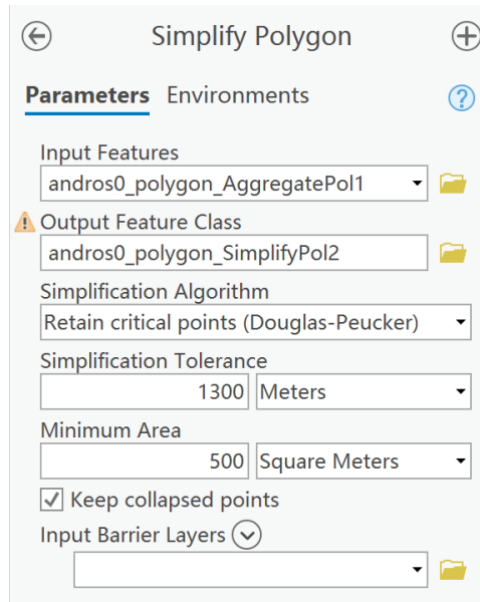 Simplify Polygon
Parameters Environments
Input Features
andros0_polygon_AggregatePol1
Output Feature Class
andros0_polygon_SimplifyPol2
Simplification Algorithm
Retain critical points (Douglas-Peucker)
Simplification Tolerance
1300 Meters
Minimum Area
500 Square Meters
Keep collapsed points
Input Barrier Layers